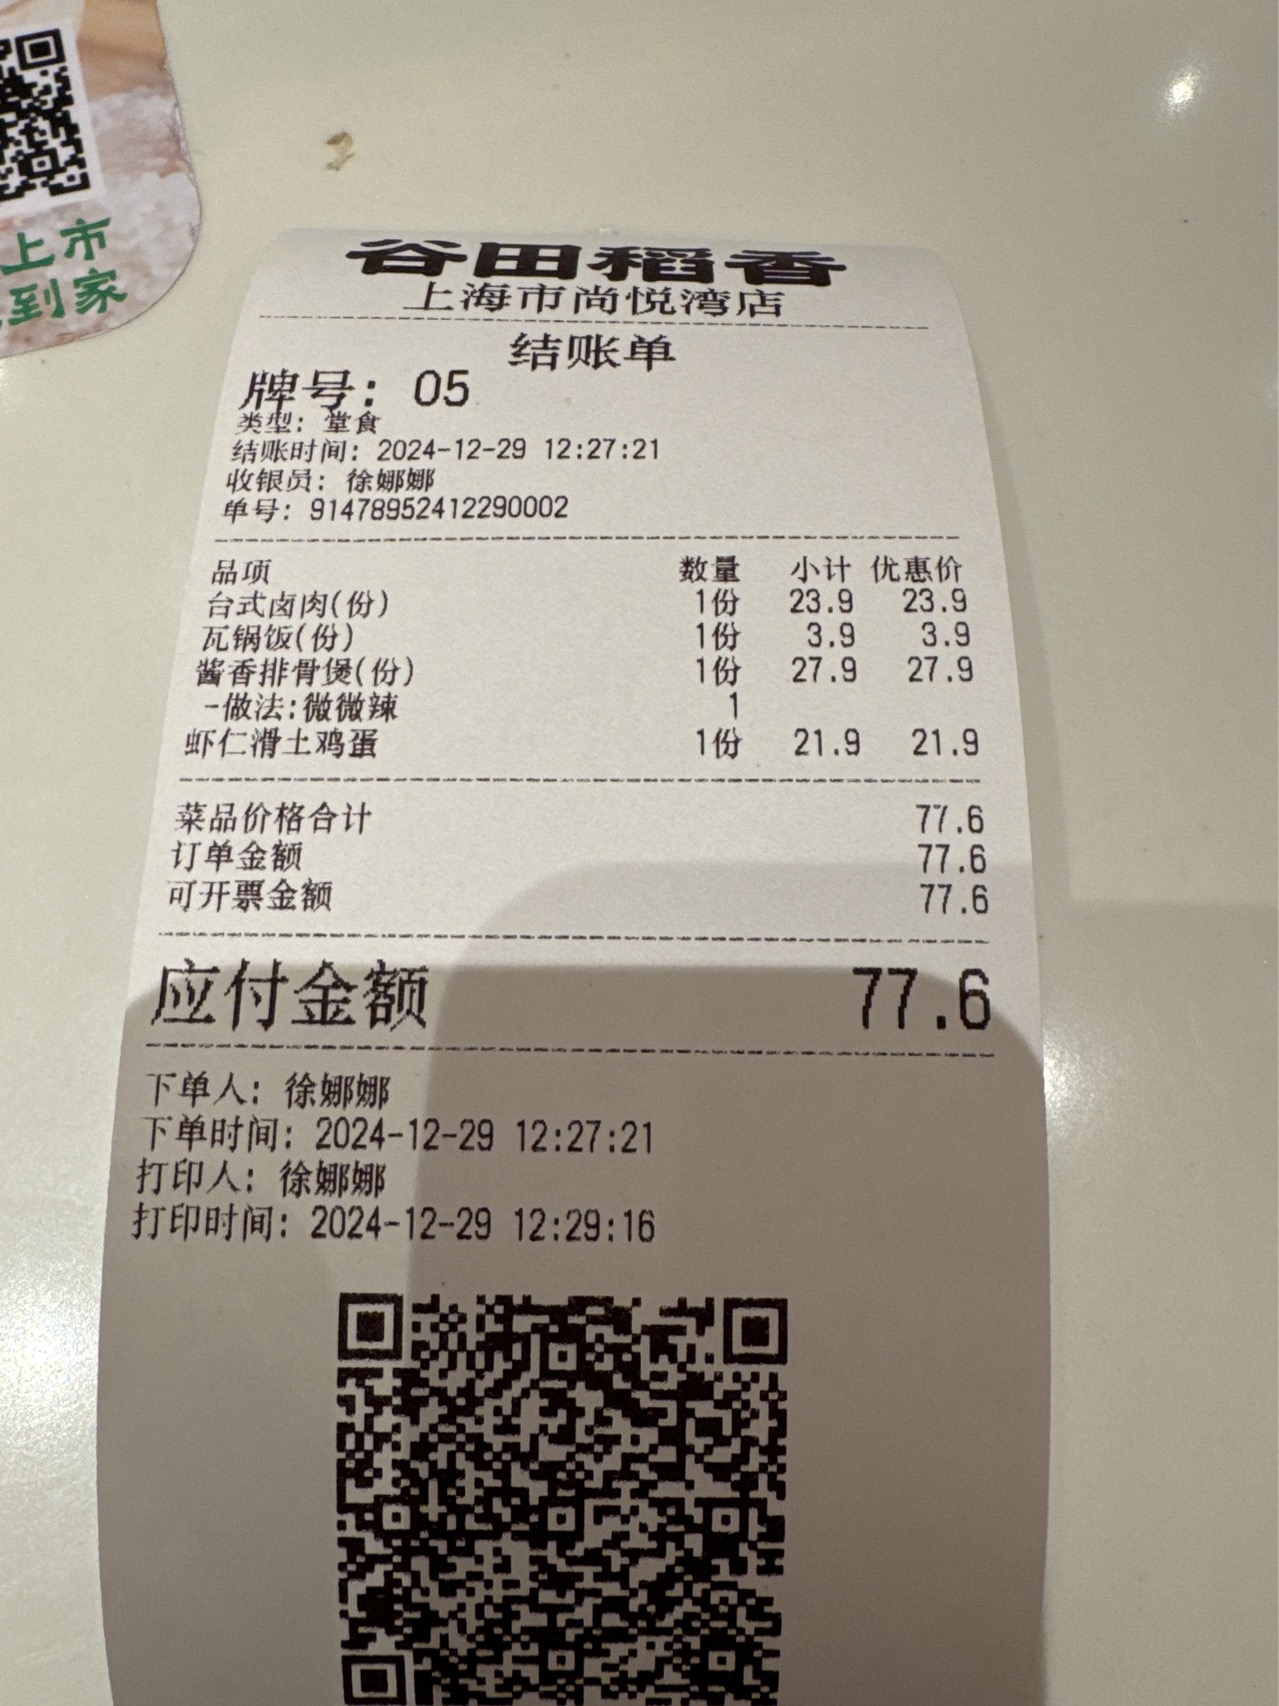 上市
到家
谷田稻香
上海市尚悦湾店
结账单
牌号: 05
类型: 堂食
结账时间: 2024-12-29 12:27:21
收银员: 徐娜娜
单号: 91478952412290002
品项 数量 小计 优惠价
台式卤肉(份) 1份 23.9 23.9
瓦锅饭(份) 1份 3.9 3.9
酱香排骨煲(份) 1份 27.9 27.9
-做法:微微辣 1
虾仁滑土鸡蛋 1份 21.9 21.9
菜品价格合计 77.6
订单金额 77.6
可开票金额 77.6
应付金额 77.6
下单人: 徐娜娜
下单时间: 2024-12-29 12:27:21
打印人: 徐娜娜
打印时间: 2024-12-29 12:29:16